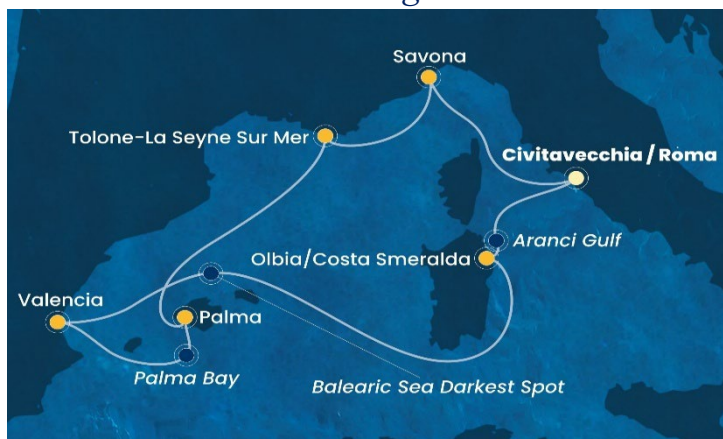 Savona
Tolone-La Seyne Sur Mer
Civitavecchia / Roma
Aranci Gulf
Olbia/Costa Smeralda
Valencia
Palma
Palma Bay
Balearic Sea Darkest Spot